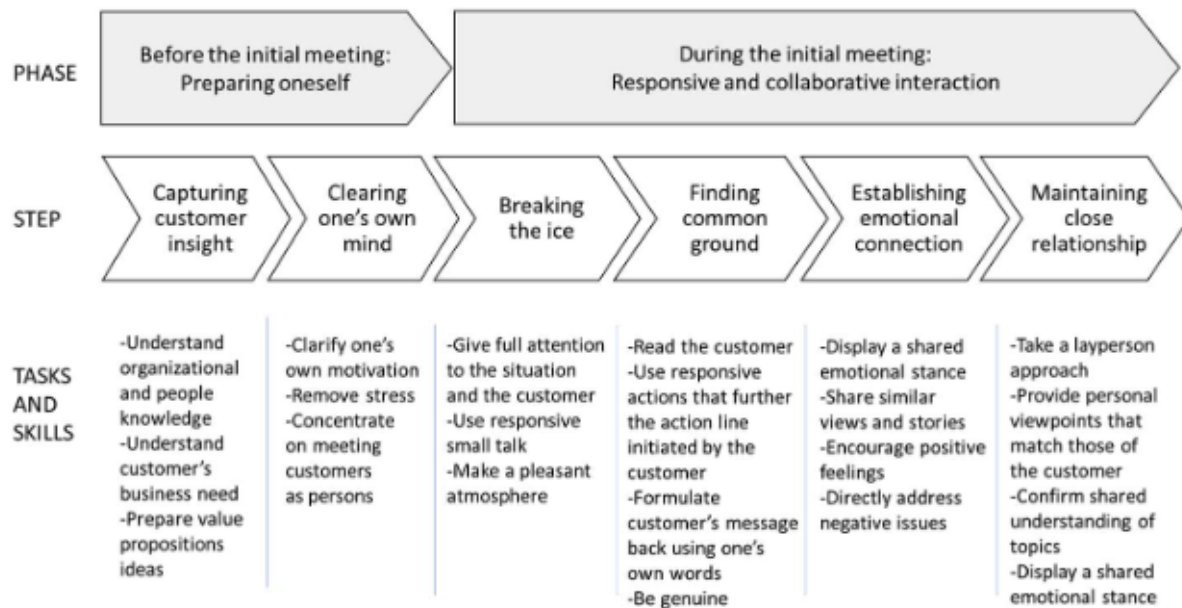 PHASE
Before the initial meeting:
Preparing oneself
During the initial meeting:
Responsive and collaborative interaction
STEP
Capturing
customer
insight
Clearing
one's own
mind
Breaking
the ice
Finding
common
ground
Establishing
emotional
connection
Maintaining
close
relationship
TASKS
AND
SKILLS
-Understand
organizational
and people
knowledge
-Understand
customer's
business need
-Prepare value
propositions
ideas
-Clarify one's
own motivation
-Remove stress
-Concentrate
on meeting
customers
as persons
-Give full attention
to the situation
and the customer
-Use responsive
small talk
-Make a pleasant
atmosphere
-Read the customer
-Use responsive
actions that further
the action line
initiated by the
customer
-Formulate
customer's message
back using one's
own words
-Be genuine
-Display a shared
emotional stance
-Share similar
views and stories
-Encourage positive
feelings
-Directly address
negative issues
-Take a layperson
approach
-Provide personal
viewpoints that
match those of
the customer
-Confirm shared
understanding of
topics
-Display a shared
emotional stance